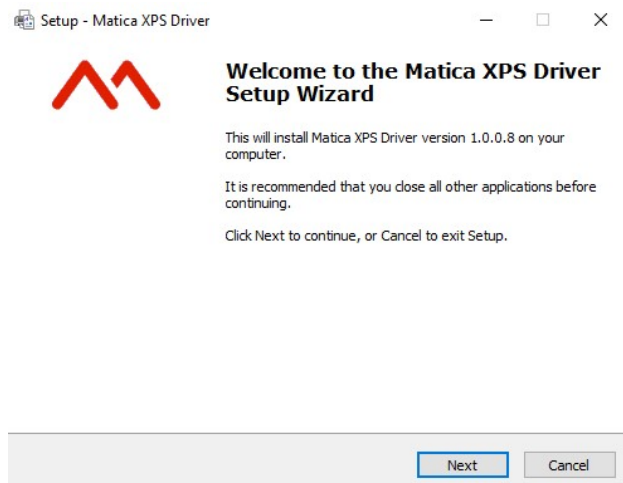 Setup - Matica XPS Driver
Welcome to the Matica XPS Driver
Setup Wizard
This will install Matica XPS Driver version 1.0.0.8 on your
computer.
It is recommended that you close all other applications before
continuing.
Click Next to continue, or Cancel to exit Setup.
Next
Cancel